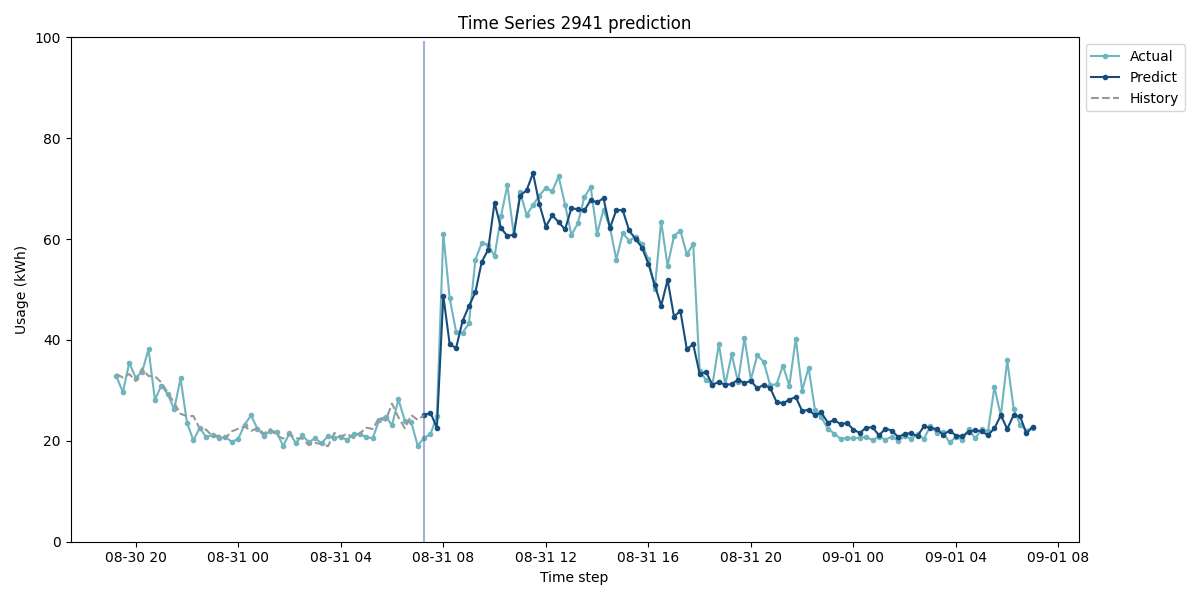 Time Series 2941 prediction
100
80
60
40
20
0
Usage (kWh)
08-30 20
08-31 00
08-31 04
08-31 08
08-31 12
08-31 16
08-31 20
09-01 00
09-01 04
09-01 08
Time step
Actual
Predict
History